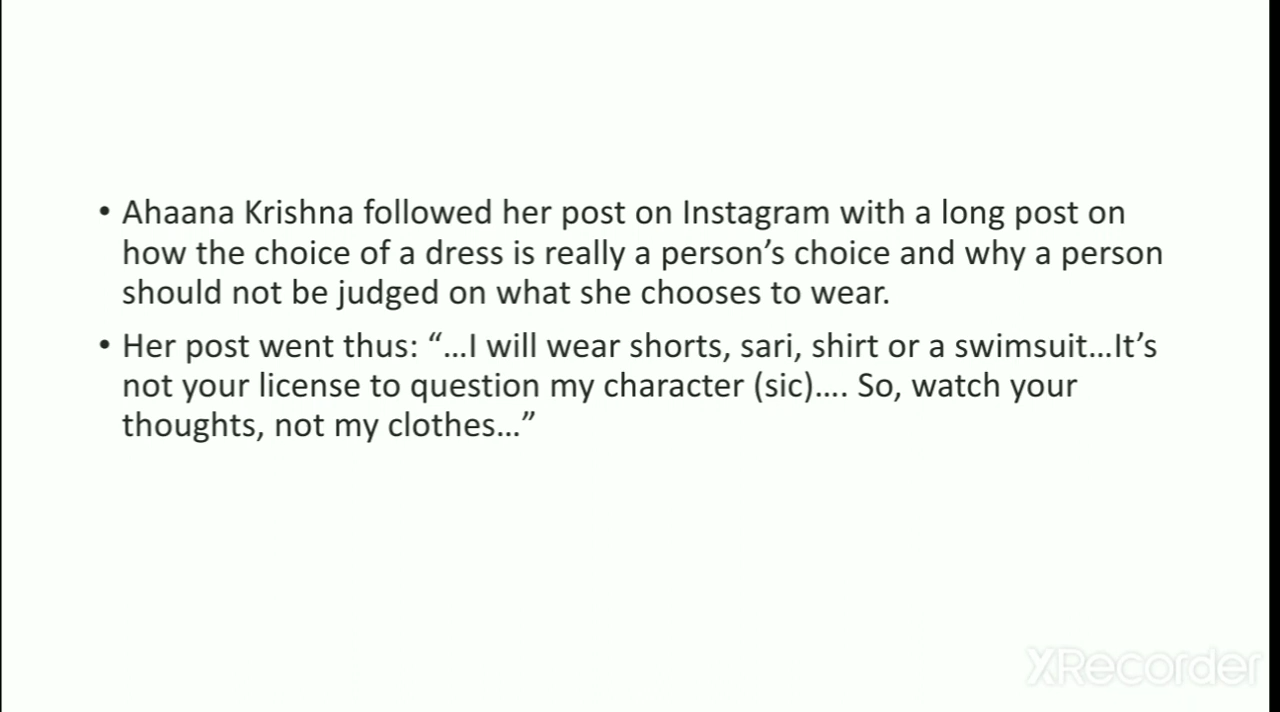 • Ahaana Krishna followed her post on Instagram with a long post on
how the choice of a dress is really a person’s choice and why a person
should not be judged on what she chooses to wear.
• Her post went thus: “…I will wear shorts, sari, shirt or a swimsuit…It’s
not your license to question my character (sic)…. So, watch your
thoughts, not my clothes…”
XRecorder